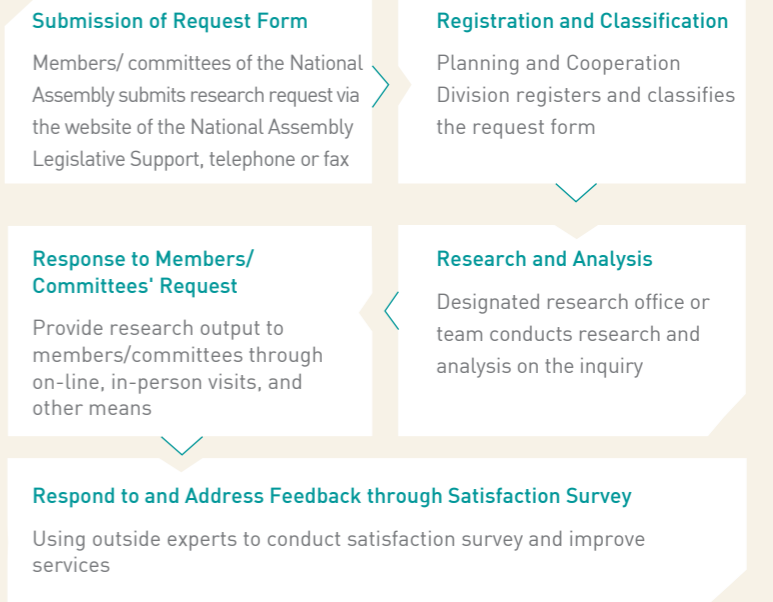 Submission of Request Form
Members/ committees of the National
Assembly submits research request via
the website of the National Assembly
Legislative Support, telephone or fax
Registration and Classification
Planning and Cooperation
Division registers and classifies
the request form
Research and Analysis
Designated research office or
team conducts research and
analysis on the inquiry
Response to Members/
Committees' Request
Provide research output to
members/committees through
on-line, in-person visits, and
other means
Respond to and Address Feedback through Satisfaction Survey
Using outside experts to conduct satisfaction survey and improve
services